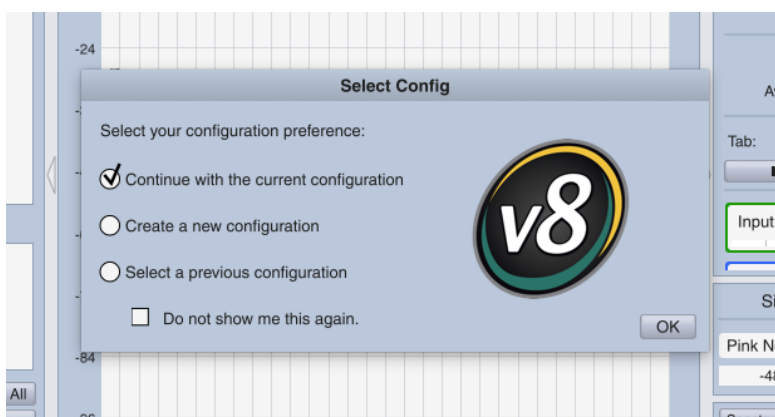 -24
Select Config
Select your configuration preference:
Tab:
Continue with the current configuration
v8
Create a new configuration
Input
Select a previous configuration
Do not show me this again.
OK
Pink
-84
All